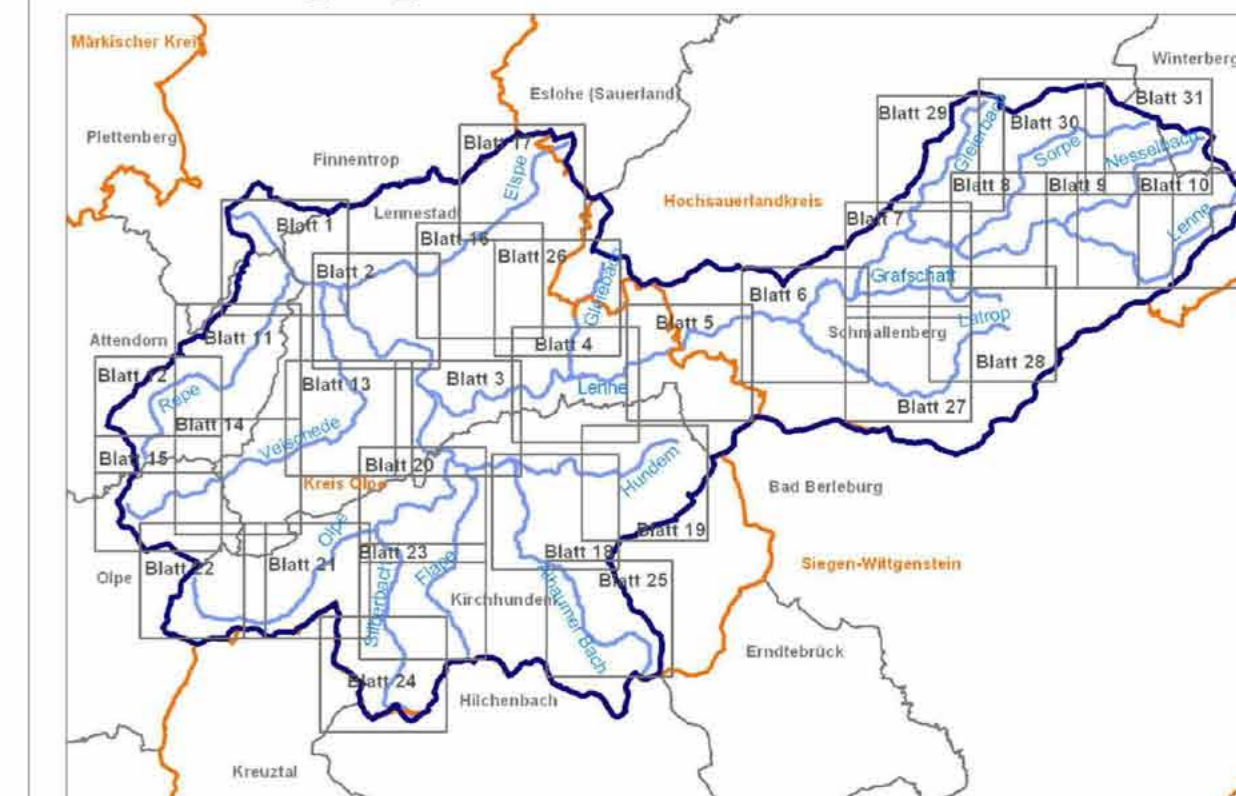 Märkischer Kreis
Winterberg
Eslohe (Sauerland)
Blatt 31
Blatt 29
Blatt 30
Plettenberg
Blatt 17
Gleierbach
Sorpe
Nesselbach
Finnentrop
Elspe
Blatt 8
Blatt 9
Blatt 10
Hochsauerlandkreis
Lennestadt
Blatt 7
Lenne
Blatt 1
Blatt 16
Blatt 26
Blatt 2
Gleiebach
Grafschaft
Blatt 6
Latrop
Blatt 5
Schmallenberg
Attendorn
Blatt 11
Blatt 4
Blatt 28
Blatt 12
Blatt 13
Blatt 3
Lenne
Repe
Blatt 27
Blatt 14
Veischede
Blatt 15
Blatt 20
Hundem
Kreis Olpe
Bad Berleburg
Olpe
Blatt 19
Blatt 23
Blatt 18
Blatt 21
Blatt 22
Siegen-Wittgenstein
Olpe
Flape
Blatt 25
Silberbach
Kirchhundem
Albaumer Bach
Erndtebrück
Blatt 24
Hilchenbach
Kreuztal